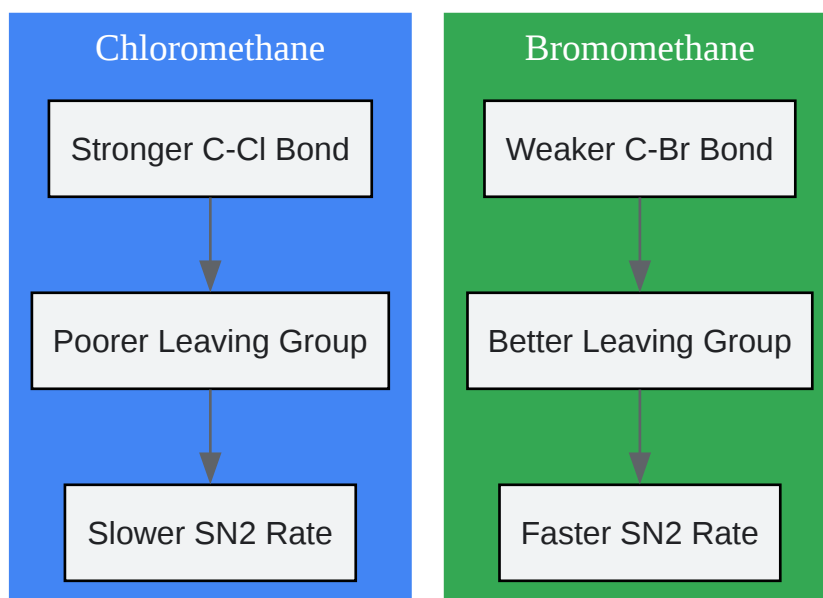 Chloromethane
Stronger C-Cl Bond
Poorer Leaving Group
Slower SN2 Rate
Bromomethane
Weaker C-Br Bond
Better Leaving Group
Faster SN2 Rate